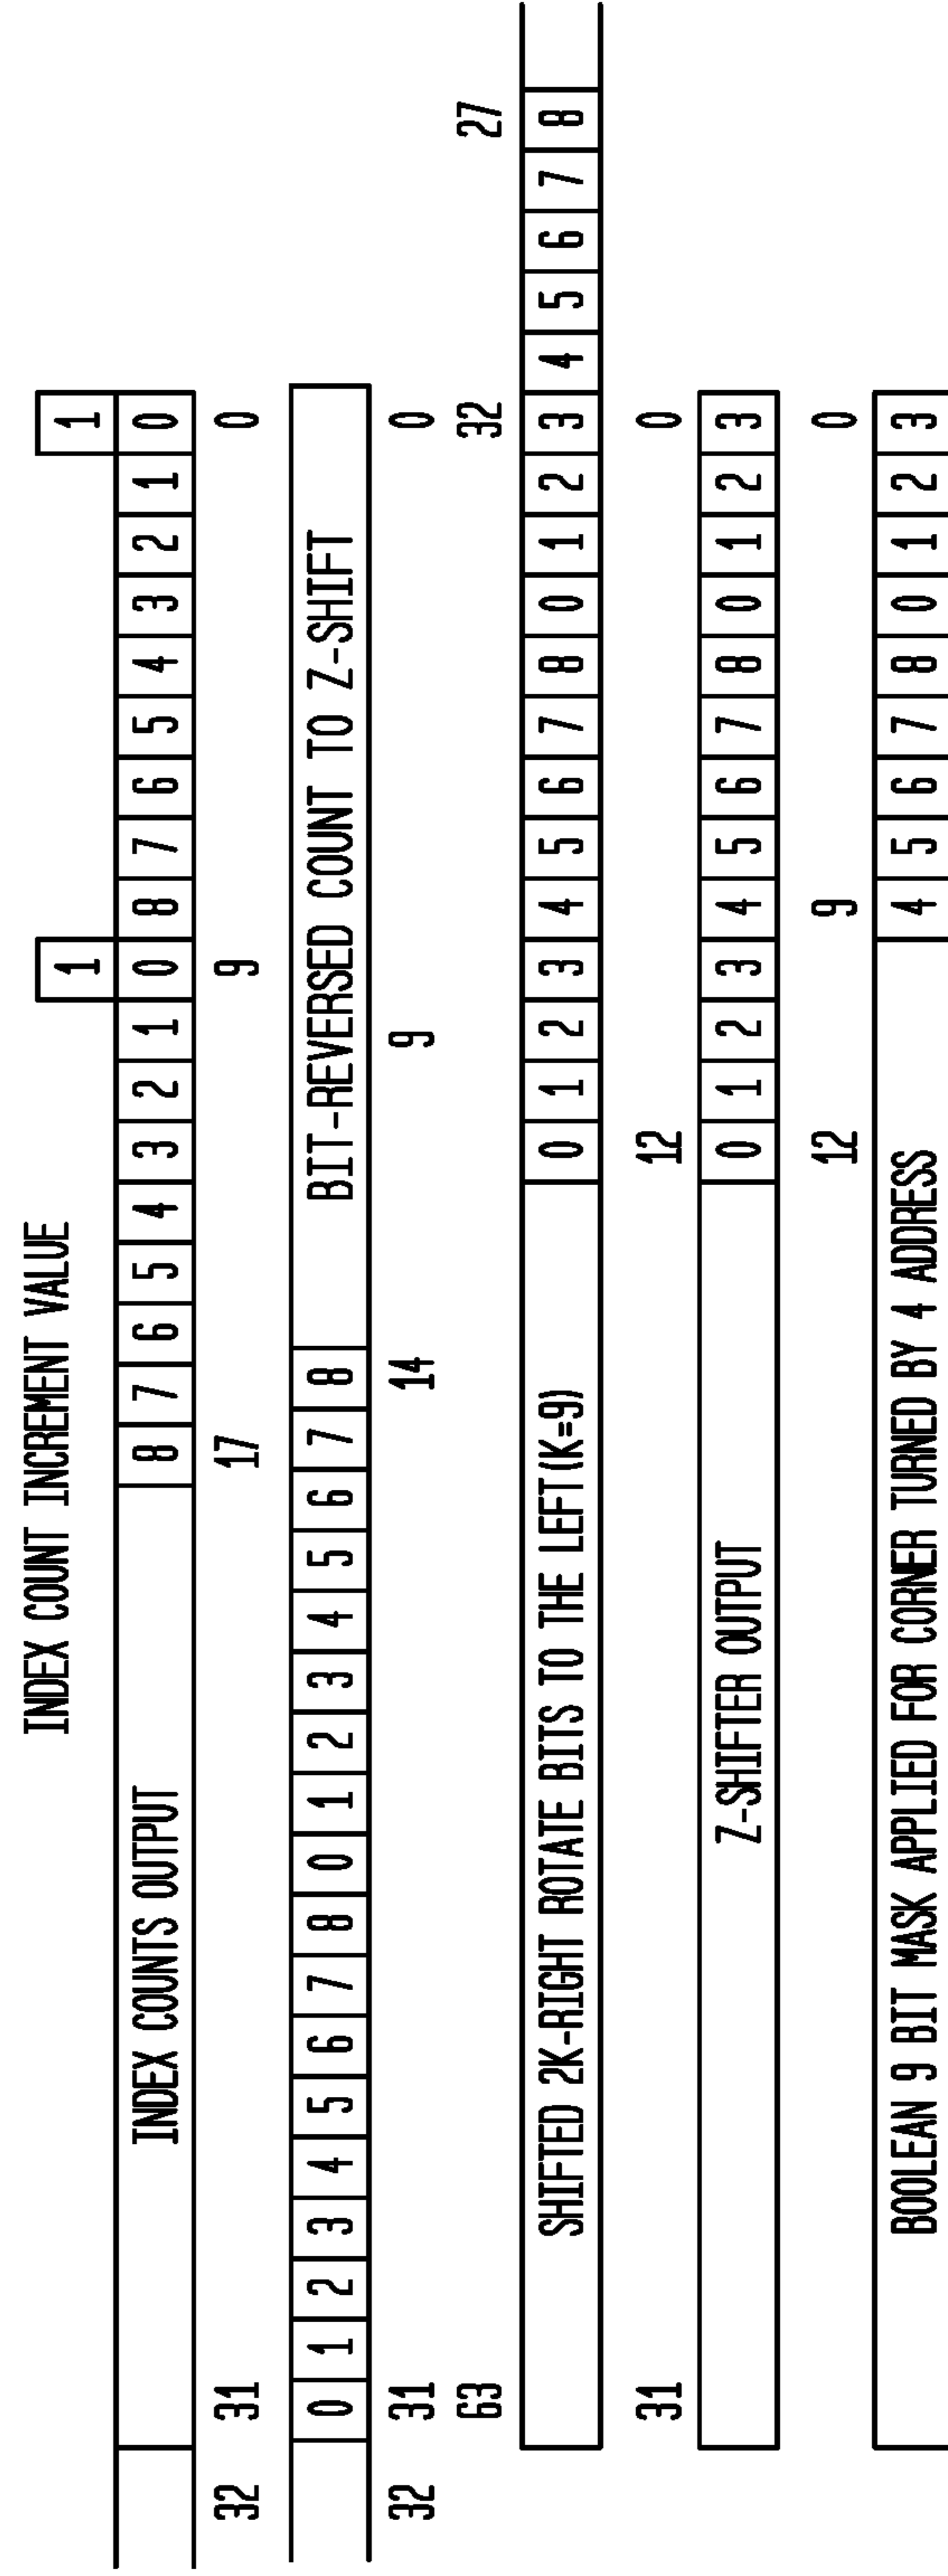 INDEX COUNT INCREMENT VALUE 1 1
INDEX COUNTS OUTPUT 8 7 6 5 4 3 2 1 0 8 7 6 5 4 3 2 1 0
32 31 17 9 0
0 1 2 3 4 5 6 7 8 0 1 2 3 4 5 6 7 8 BIT-REVERSED COUNT TO Z-SHIFT
32 31 14 9 0
63 32 27
SHIFTED 2K-RIGHT ROTATE BITS TO THE LEFT(K=9) 0 1 2 3 4 5 6 7 8 0 1 2 3 4 5 6 7 8
31 12 0
Z-SHIFTER OUTPUT 0 1 2 3 4 5 6 7 8 0 1 2 3
12 9 0
BOOLEAN 9 BIT MASK APPLIED FOR CORNER TURNED BY 4 ADDRESS 4 5 6 7 8 0 1 2 3